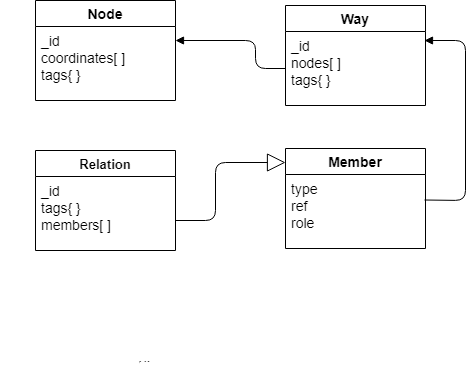 Node
_id
coordinates[ ]
tags{ }
Way
_id
nodes[ ]
tags{ }
Relation
_id
tags{ }
members[ ]
Member
type
ref
role